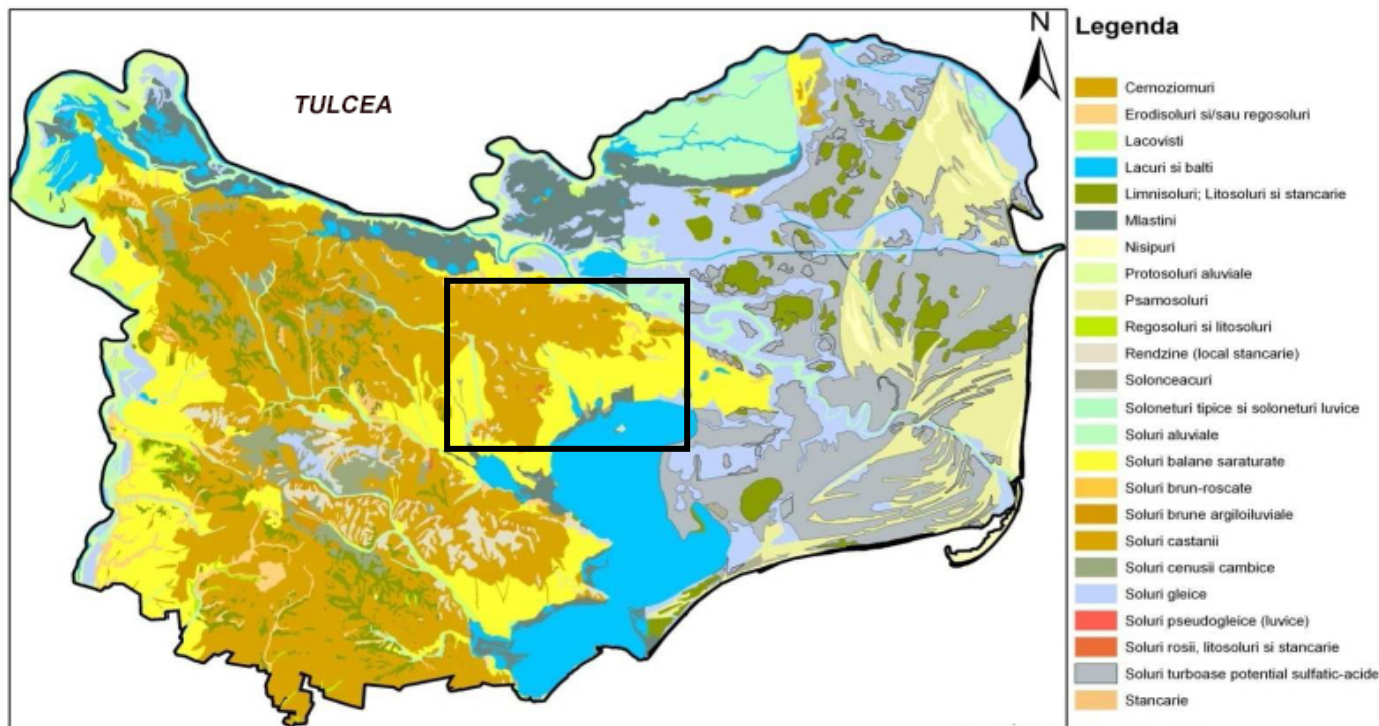 TULCEA
N
Legenda
Cernoziomuri
Erodisoluri si/sau regosoluri
Lacovisti
Lacuri si balti
Limnisoluri; Litosoluri si stancarie
Mlastini
Nisipuri
Protosoluri aluviale
Psamosoluri
Regosoluri si litosoluri
Rendzine (local stancarie)
Solonceacuri
Soloneturi tipice si soloneturi luvice
Soluri aluviale
Soluri balane saraturate
Soluri brun-roscate
Soluri brune argiloiluviale
Soluri castanii
Soluri cenusii cambice
Soluri gleice
Soluri pseudogleice (luvice)
Soluri rosii, litosoluri si stancarie
Soluri turboase potential sulfatic-acide
Stancarie